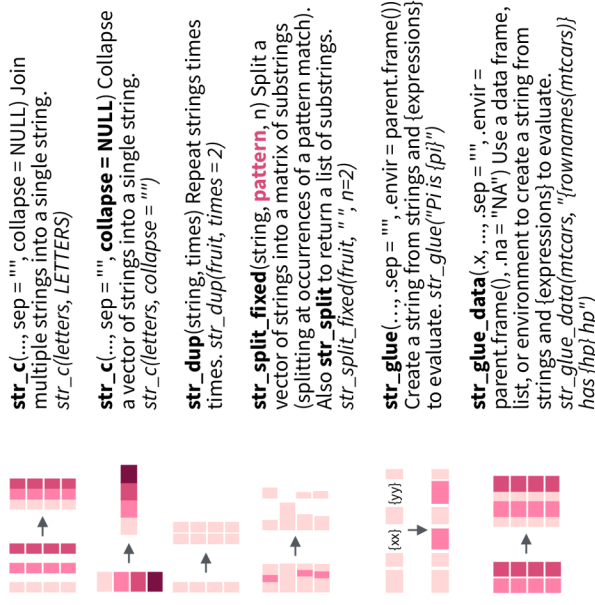 str_c(..., sep = "", collapse = NULL) Join
multiple strings into a single string.
str_c(letters, LETTERS)
str_c(..., sep = "", collapse = NULL) Collapse
a vector of strings into a single string.
str_c(letters, collapse = "")
str_dup(string, times) Repeat strings times
times. str_dup(fruit, times = 2)
str_split_fixed(string, pattern, n) Split a
vector of strings into a matrix of substrings
(splitting at occurrences of a pattern match).
Also str_split to return a list of substrings.
str_split_fixed(fruit, " ", n=2)
{xx} {yy}
str_glue(..., .sep = "", .envir = parent.frame())
Create a string from strings and {expressions}
to evaluate. str_glue("Pi is {pi}")
str_glue_data(.x, ..., .sep = "", .envir =
parent.frame(), .na = "NA") Use a data frame,
list, or environment to create a string from
strings and {expressions} to evaluate.
str_glue_data(mtcars, "{rownames(mtcars)}
has {hp} hp")